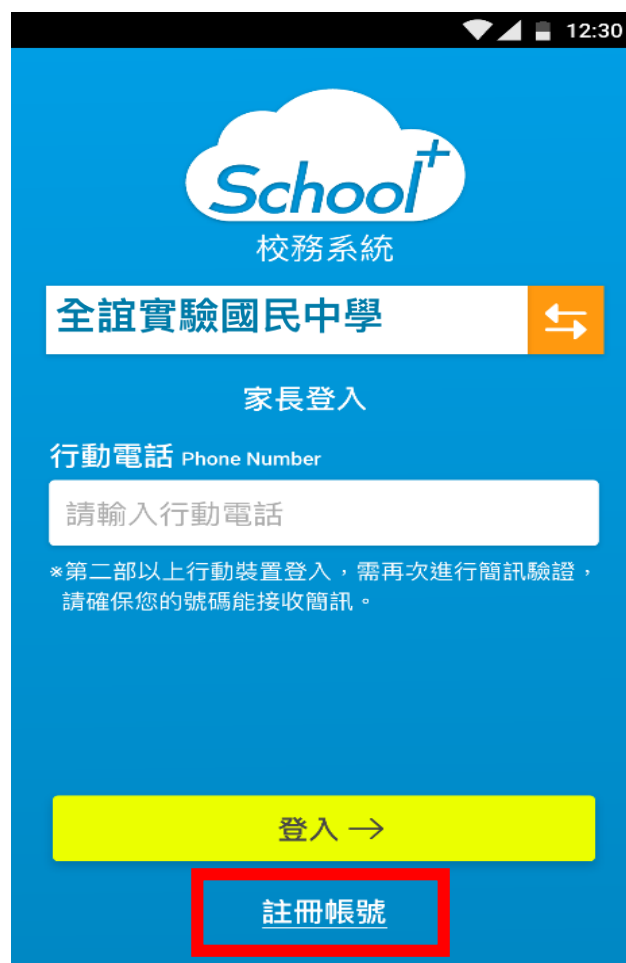 12:30
School+
校務系統
全誼實驗國民中學
家長登入
行動電話 Phone Number
請輸入行動電話
*第二部以上行動裝置登入，需再次進行簡訊驗證，
請確保您的號碼能接收簡訊。
登入 →
註冊帳號